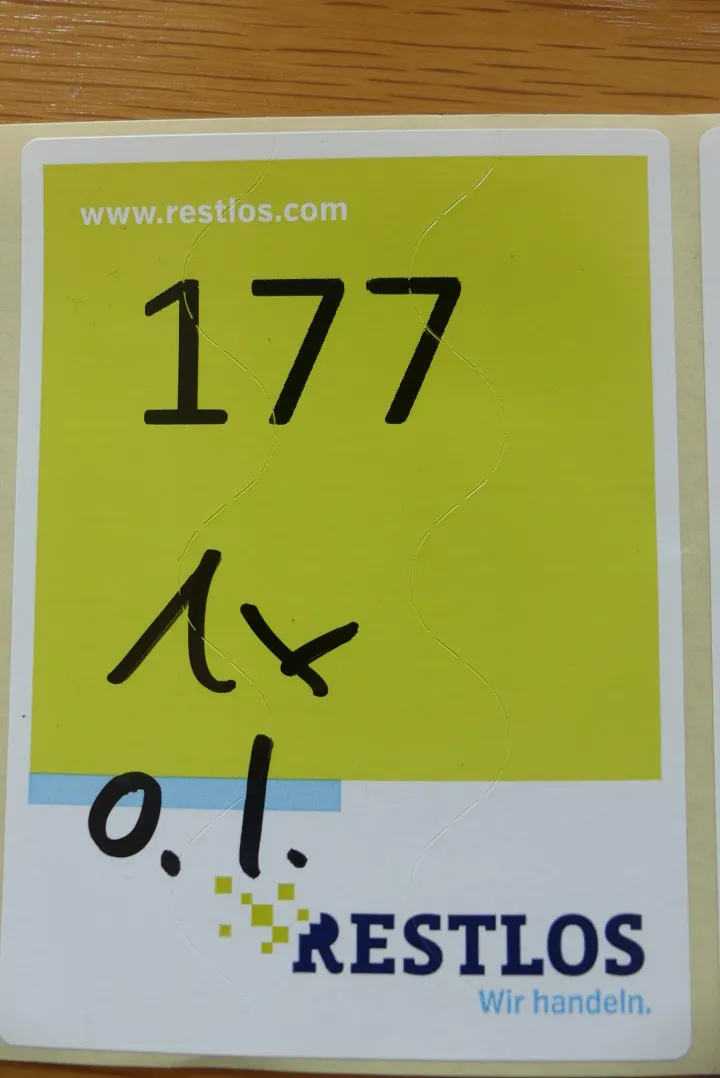 www.restlos.com
177
1x
o.l.
RESTLOS
Wir handeln.